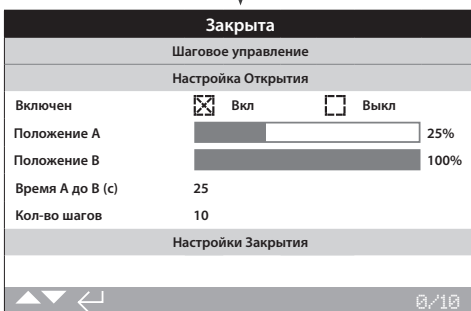 Закрыта
Шаговое управление
Настройка Открытия
Включен Вкл Выкл
Положение A 25%
Положение B 100%
Время А до В (с) 25
Кол-во шагов 10
Настройки Закрытия
0/10